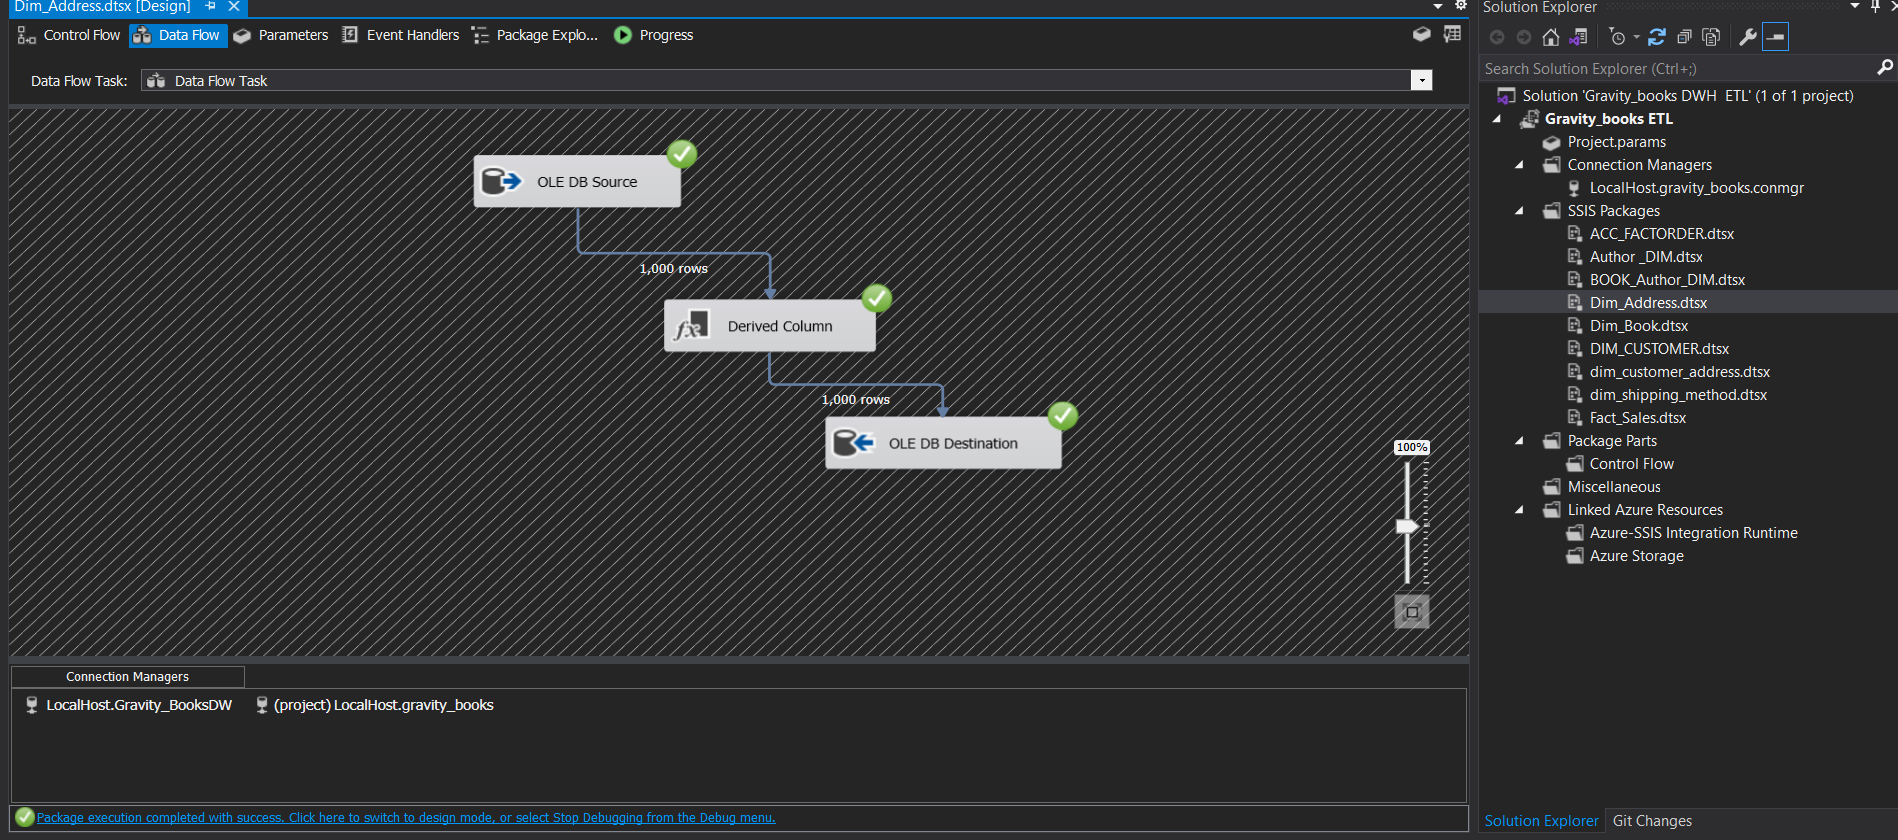 Dim_Address.dtsx [Design]
Control Flow Data Flow Parameters Event Handlers Package Explo... Progress
Data Flow Task: Data Flow Task
OLE DB Source
1,000 rows
Derived Column
1,000 rows
OLE DB Destination
100%
Connection Managers
LocalHost.Gravity_BooksDW (project) LocalHost.gravity_books
Package execution completed with success. Click here to switch to design mode, or select Stop Debugging from the Debug menu.
Solution Explorer
Search Solution Explorer (Ctrl+;)
Solution 'Gravity_books DWH ETL' (1 of 1 project)
Gravity_books ETL
Project.params
Connection Managers
LocalHost.gravity_books.conmgr
SSIS Packages
ACC_FACTORDER.dtsx
Author _DIM.dtsx
BOOK_Author_DIM.dtsx
Dim_Address.dtsx
Dim_Book.dtsx
DIM_CUSTOMER.dtsx
dim_customer_address.dtsx
dim_shipping_method.dtsx
Fact_Sales.dtsx
Package Parts
Control Flow
Miscellaneous
Linked Azure Resources
Azure-SSIS Integration Runtime
Azure Storage
Solution Explorer Git Changes